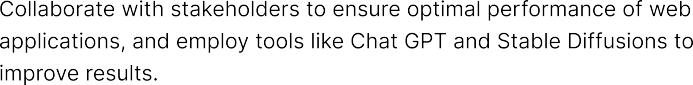 Collaborate with stakeholders to ensure optimal performance of web
applications, and employ tools like Chat GPT and Stable Diffusions to
improve results.